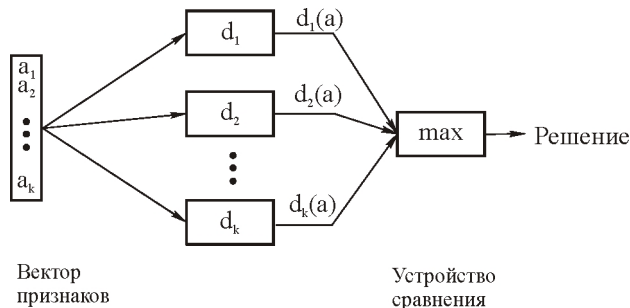 a1
a2
ak
d1
d2
dk
d1(a)
d2(a)
dk(a)
max
Решение
Вектор
признаков
Устройство
сравнения